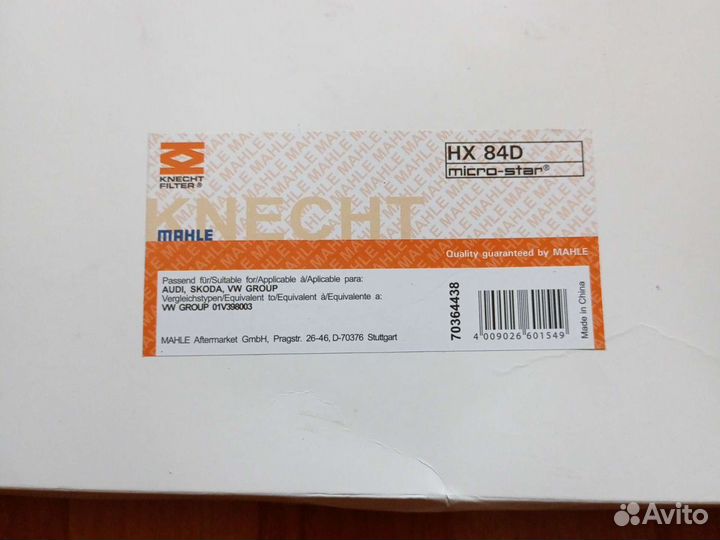 KNECHT
FILTER®
HX 84D
micro-star®
KNECHT
MAHLE
Quality guaranteed by MAHLE
Passend für/Suitable for/Applicable à/Aplicable para:
AUDI, SKODA, VW GROUP
Vergleichstypen/Equivalent to/Equivalent à/Equivalente a:
VW GROUP 01V398003
MAHLE Aftermarket GmbH, Pragstr. 26-46, D-70376 Stuttgart
70364438
4 009026 601549
Made in China
Avito